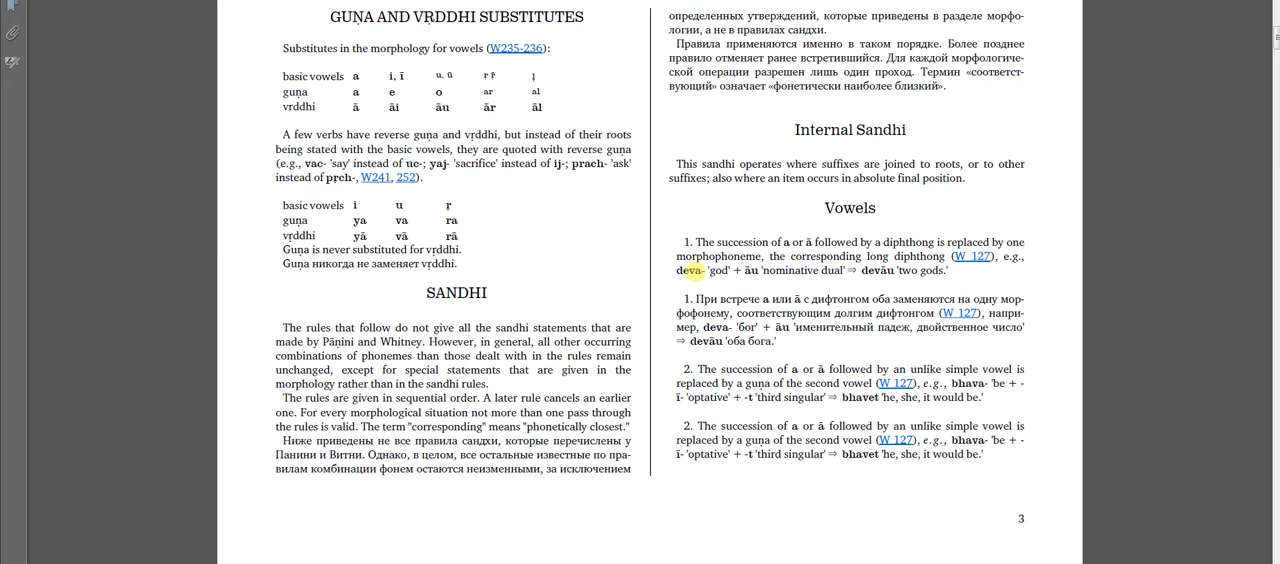 GUṆA AND VṚDDHI SUBSTITUTES
Substitutes in the morphology for vowels (W235-236):
basic vowels a i, ī u, ū ṛ ṝ ḷ
guṇa a e o ar al
vrddhi ā āi āu ār āl
A few verbs have reverse guṇa and vṛddhi, but instead of their roots
being stated with the basic vowels, they are quoted with reverse guṇa
(e.g., vac- 'say' instead of uc-; yaj- 'sacrifice' instead of ij-; prach- 'ask'
instead of pṛch-, W241, 252).
basic vowels i u ṛ
guṇa ya va ra
vṛddhi yā vā rā
Guṇa is never substituted for vṛddhi.
Guṇa никогда не заменяет vṛddhi.
SANDHI
The rules that follow do not give all the sandhi statements that are
made by Pāṇini and Whitney. However, in general, all other occurring
combinations of phonemes than those dealt with in the rules remain
unchanged, except for special statements that are given in the
morphology rather than in the sandhi rules.
The rules are given in sequential order. A later rule cancels an earlier
one. For every morphological situation not more than one pass through
the rules is valid. The term "corresponding" means "phonetically closest."
Ниже приведены не все правила сандхи, которые перечислены у
Панини и Витни. Однако, в целом, все остальные известные по пра-
вилам комбинации фонем остаются неизменными, за исключением
определенных утверждений, которые приведены в разделе морфо-
логии, а не в правилах сандхи.
Правила применяются именно в таком порядке. Более позднее
правило отменяет ранее встретившийся. Для каждой морфологиче-
ской операции разрешен лишь один проход. Термин «соответст-
вующий» означает «фонетически наиболее близкий».
Internal Sandhi
This sandhi operates where suffixes are joined to roots, or to other
suffixes; also where an item occurs in absolute final position.
Vowels
1. The succession of a or ā followed by a diphthong is replaced by one
morphophoneme, the corresponding long diphthong (W 127), e.g.,
deva- 'god' + āu 'nominative dual' ⇒ devāu 'two gods.'
1. При встрече a или ā с дифтонгом оба заменяются на одну мор-
фофонему, соответствующим долгим дифтонгом (W 127), напри-
мер, deva- 'бог' + āu 'именительный падеж, двойственное число'
⇒ devāu 'оба бога.'
2. The succession of a or ā followed by an unlike simple vowel is
replaced by a guṇa of the second vowel (W 127), e.g., bhava- 'be + -
ī- 'optative' + -t 'third singular' ⇒ bhavet 'he, she, it would be.'
2. The succession of a or ā followed by an unlike simple vowel is
replaced by a guṇa of the second vowel (W 127), e.g., bhava- 'be + -
ī- 'optative' + -t 'third singular' ⇒ bhavet 'he, she, it would be.'
3